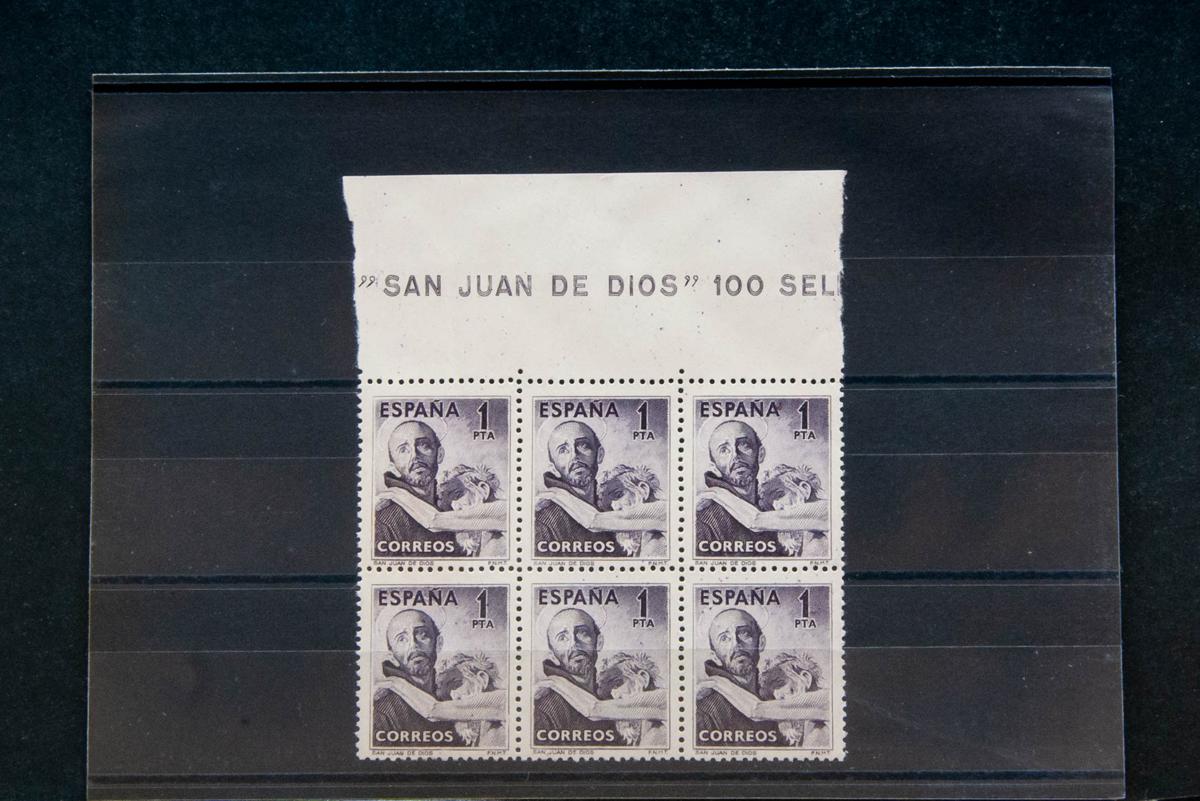 ”“SAN JUAN DE DIOS” 100 SEL
ESPAÑA 1 PTA
CORREOS
SAN JUAN DE DIOS F.N.M.T.
ESPAÑA 1 PTA
CORREOS
SAN JUAN DE DIOS F.N.M.T.
ESPAÑA 1 PTA
CORREOS
SAN JUAN DE DIOS F.N.M.T.
ESPAÑA 1 PTA
CORREOS
SAN JUAN DE DIOS F.N.M.T.
ESPAÑA 1 PTA
CORREOS
SAN JUAN DE DIOS F.N.M.T.
ESPAÑA 1 PTA
CORREOS
SAN JUAN DE DIOS F.N.M.T.